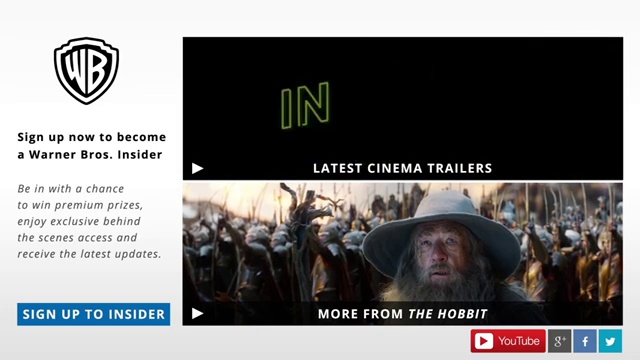 WB
Sign up now to become
a Warner Bros. Insider
Be in with a chance
to win premium prizes,
enjoy exclusive behind
the scenes access and
receive the latest updates.
SIGN UP TO INSIDER
IN
LATEST CINEMA TRAILERS
MORE FROM THE HOBBIT
YouTube
g+
f